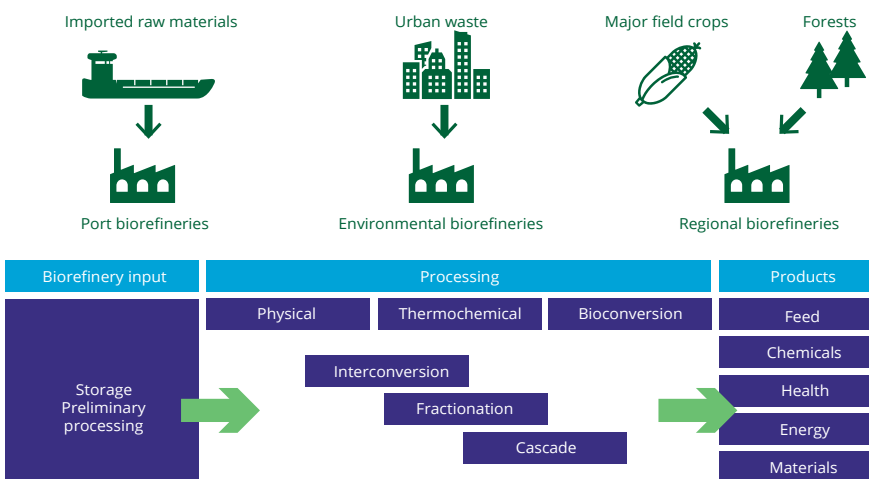 Imported raw materials
Urban waste
Major field crops
Forests
Port biorefineries
Environmental biorefineries
Regional biorefineries
Biorefinery input
Processing
Products
Physical
Thermochemical
Bioconversion
Feed
Chemicals
Interconversion
Storage
Preliminary
processing
Health
Fractionation
Energy
Cascade
Materials